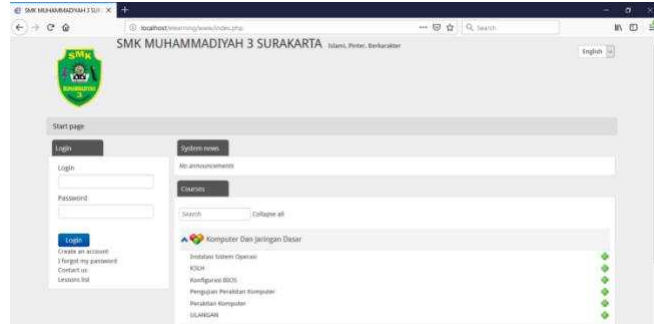 SMK MUHAMMADIYAH 3 SUR
localhost/elearning/www/index.php
Search
SMK MUHAMMADIYAH 3 SURAKARTA Islami, Pinter, Berkarakter
English
SMK
MUHAMMADIYAH
3
Start page
Login
Login
Password
Login
Create an account
I forgot my password
Contact us
Lessons list
System news
No announcements
Courses
Search
Collapse all
Komputer Dan Jaringan Dasar
Instalasi Sistem Operasi
K3LH
Konfigurasi BIOS
Pengujian Perakitan Komputer
Perakitan Komputer
ULANGAN